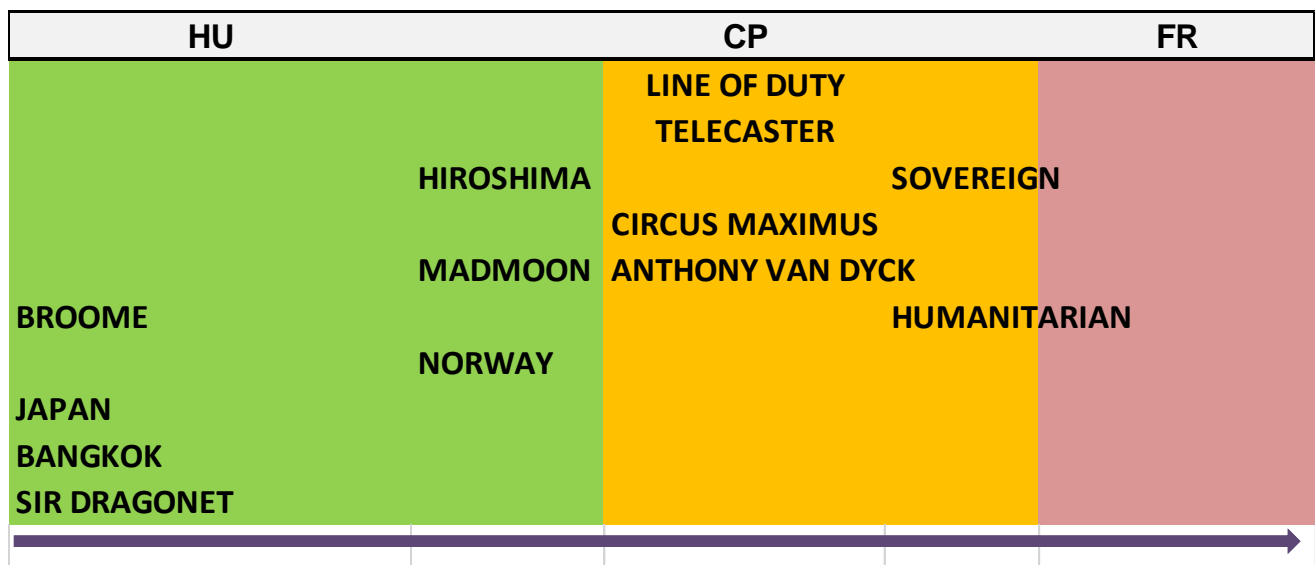 HU CP FR
LINE OF DUTY
TELECASTER
HIROSHIMA SOVEREIGN
CIRCUS MAXIMUS
MADMOON ANTHONY VAN DYCK
BROOME HUMANITARIAN
NORWAY
JAPAN
BANGKOK
SIR DRAGONET